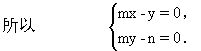 所以 {mx - y = 0，
my - n = 0．